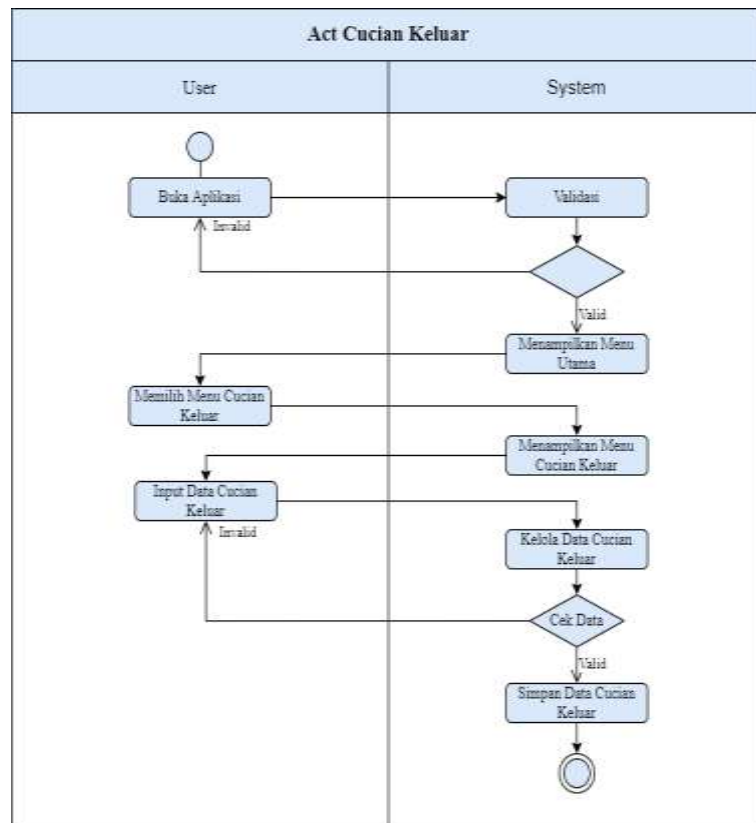 Act Cucian Keluar
User
System
Buka Aplikasi
Validasi
Invalid
Valid
Menampilkan Menu
Utama
Memilih Menu Cucian
Keluar
Menampilkan Menu
Cucian Keluar
Input Data Cucian
Keluar
Invalid
Kelola Data Cucian
Keluar
Cek Data
Valid
Simpan Data Cucian
Keluar